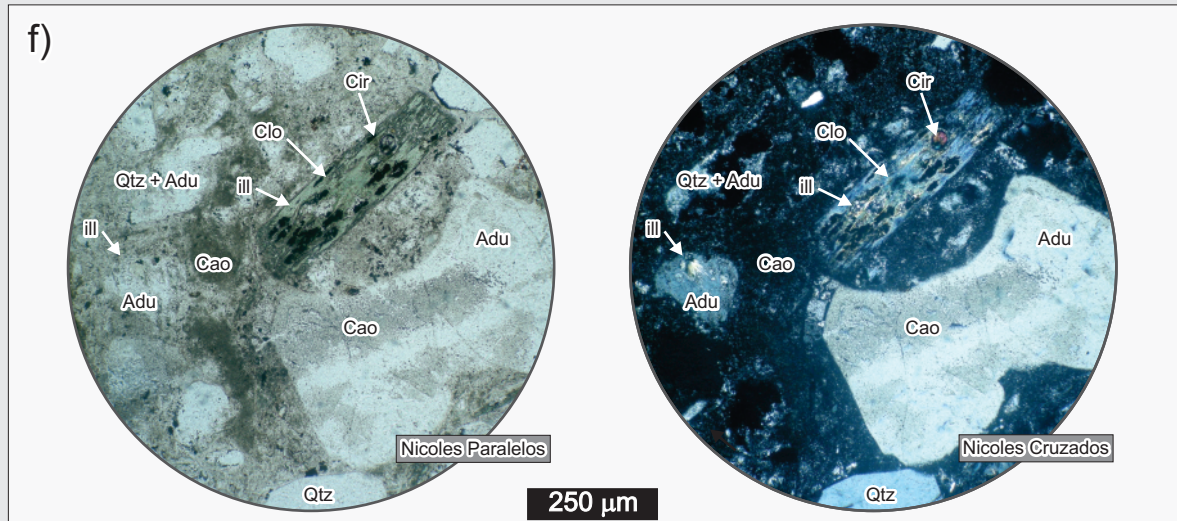 f)
Cir
Clo
Qtz + Adu
ill
ill
Cao
Adu
Adu
Cao
Nicoles Paralelos
Qtz
250 μm
Cir
Clo
Qtz + Adu
ill
ill
Cao
Adu
Adu
Cao
Nicoles Cruzados
Qtz